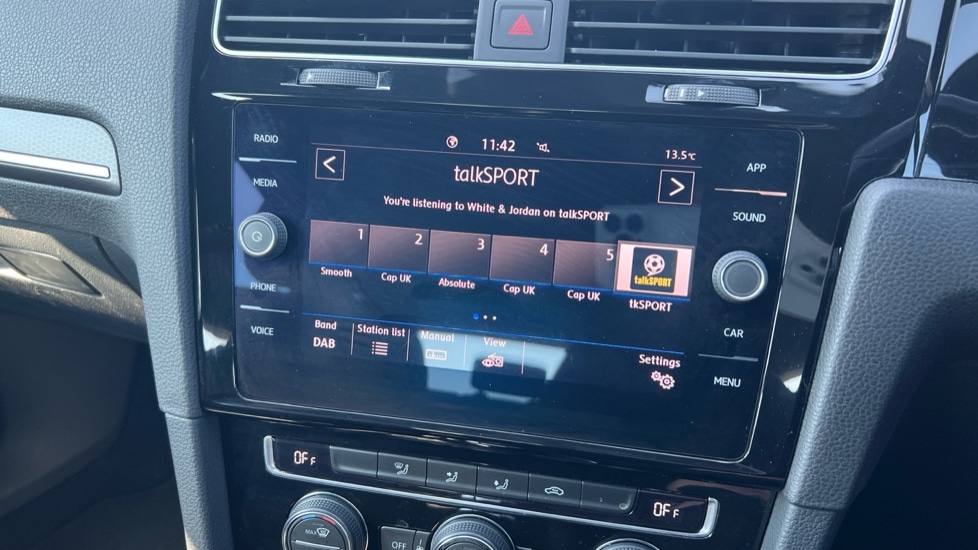 RADIO
MEDIA
PHONE
VOICE
11:42
13.5°C
talkSPORT
You're listening to White & Jordan on talkSPORT
1 2 3 4 5
talkSPORT
Smooth Cap UK Absolute Cap UK Cap UK tkSPORT
Band
DAB
Station list
Manual
View
Settings
APP
SOUND
CAR
MENU
OFF
OFF
MAX
OFF